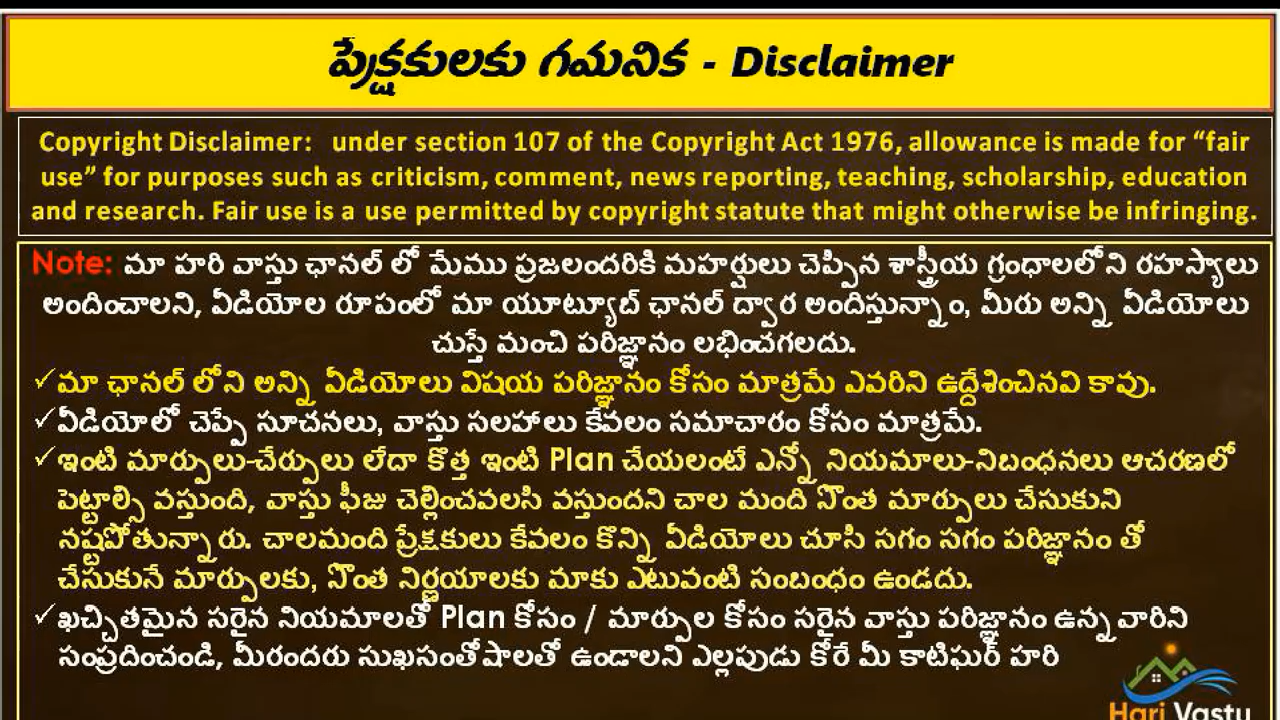 ప్రేక్షకులకు గమనిక - Disclaimer
Copyright Disclaimer: under section 107 of the Copyright Act 1976, allowance is made for “fair
use” for purposes such as criticism, comment, news reporting, teaching, scholarship, education
and research. Fair use is a use permitted by copyright statute that might otherwise be infringing.
Note: మా హరి వాస్తు ఛానల్ లో మేము ప్రజలందరికి మహర్షులు చెప్పిన శాస్త్రీయ గ్రంధాలలోని రహస్యాలు
అందించాలని, వీడియోల రూపంలో మా యూట్యూబ్ ఛానల్ ద్వార అందిస్తున్నాం, మీరు అన్ని వీడియోలు
చుస్తే మంచి పరిజ్ఞానం లభించగలదు.
✓మా ఛానల్ లోని అన్ని వీడియోలు విషయ పరిజ్ఞానం కోసం మాత్రమే ఎవరిని ఉద్దేశించినవి కావు.
✓వీడియోలో చెప్పే సూచనలు, వాస్తు సలహాలు కేవలం సమాచారం కోసం మాత్రమే.
✓ఇంటి మార్పులు-చేర్పులు లేదా కొత్త ఇంటి Plan చేయలంటే ఎన్నో నియమాలు-నిబంధనలు ఆచరణలో
పెట్టాల్సి వస్తుంది, వాస్తు ఫీజు చెల్లించవలసి వస్తుందని చాల మంది సొంత మార్పులు చేసుకుని
నష్టపోతున్నారు. చాలమంది ప్రేక్షకులు కేవలం కొన్ని వీడియోలు చూసి సగం సగం పరిజ్ఞానం తో
చేసుకునే మార్పులకు, సొంత నిర్ణయాలకు మాకు ఎటువంటి సంబంధం ఉండదు.
✓ఖచ్చితమైన సరైన నియమాలతో Plan కోసం / మార్పుల కోసం సరైన వాస్తు పరిజ్ఞానం ఉన్నవారిని
సంప్రదించండి, మీరందరు సుఖసంతోషాలతో ఉండాలని ఎల్లపుడు కోరే మీ కాటిఘర్ హరి
Hari Vastu